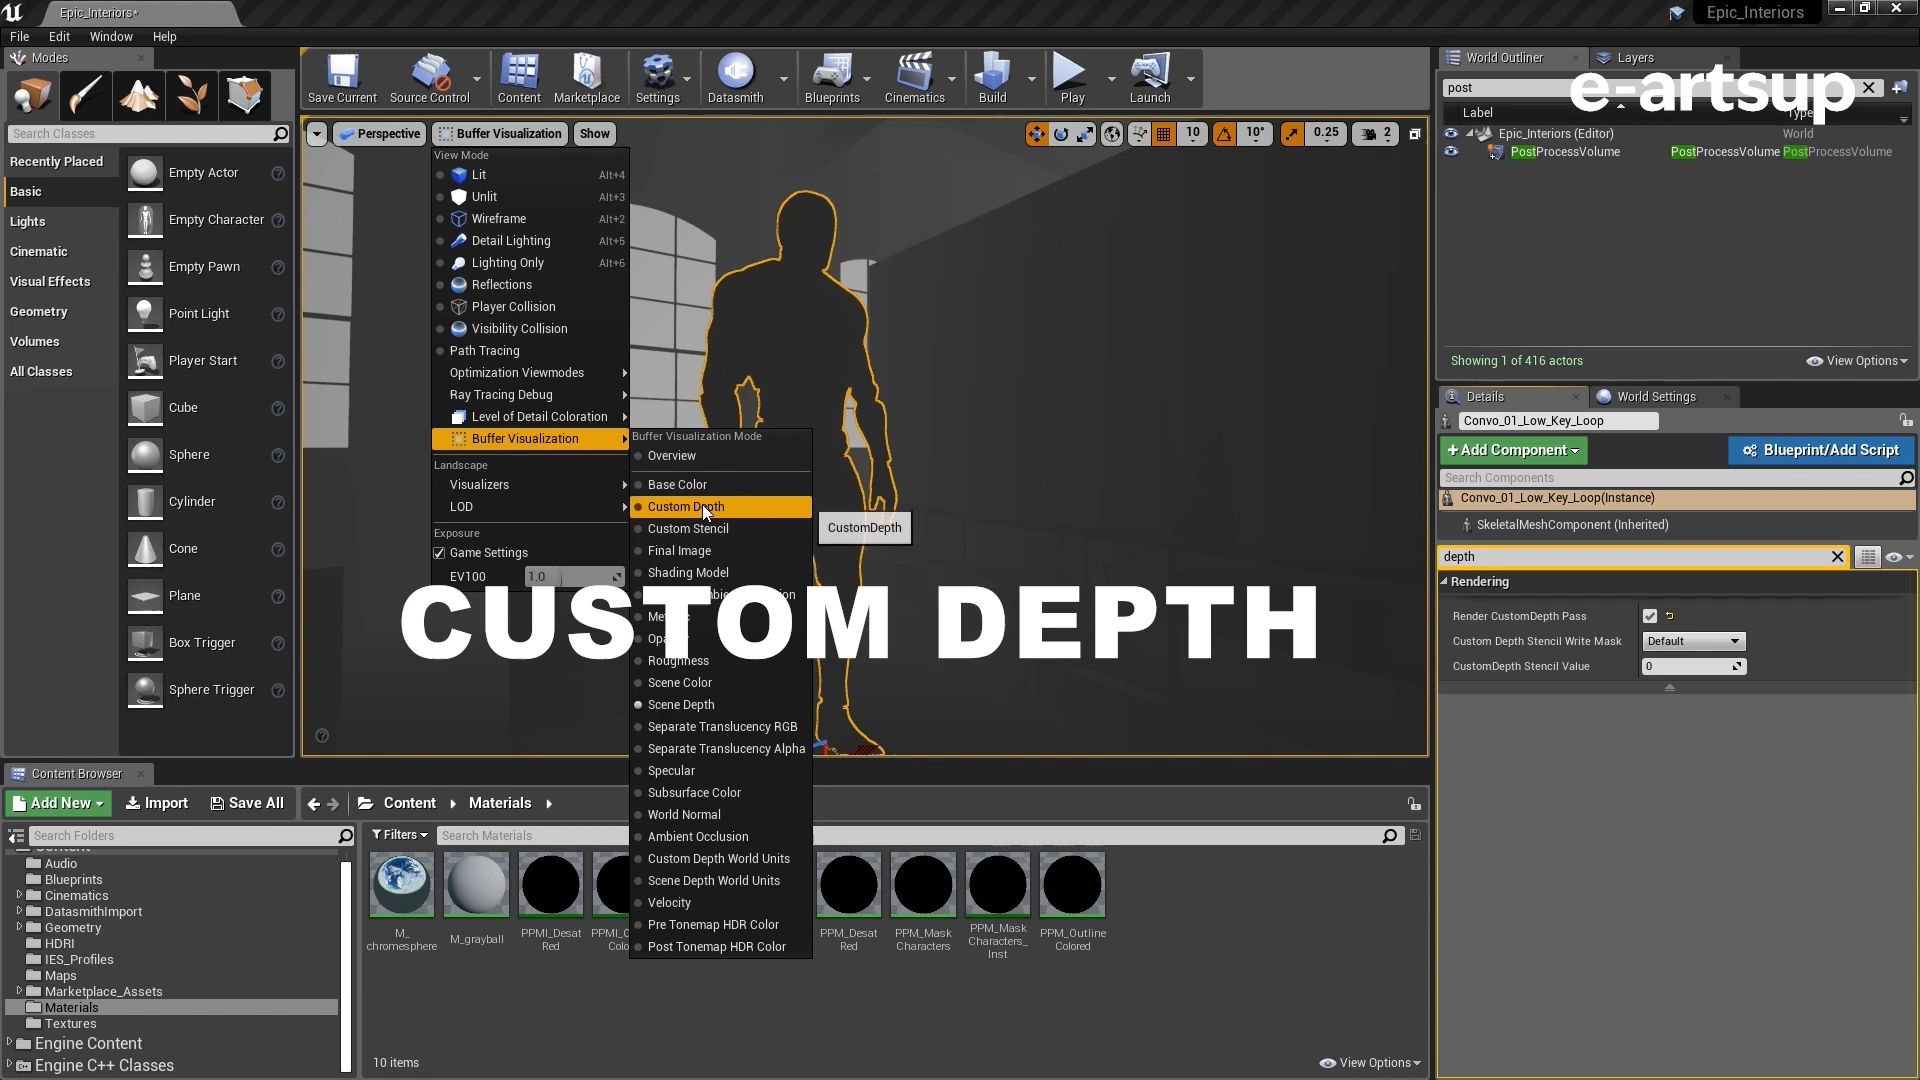 Epic_Interiors*
Epic_Interiors
File
Edit
Window
Help
Modes
Save Current
Source Control
Content
Marketplace
Settings
Datasmith
Blueprints
Cinematics
Build
Play
Launch
World Outliner
Layers
post
e-artsup
Label
Type
Epic_Interiors (Editor)
World
PostProcessVolume
PostProcessVolume
PostProcessVolume
Showing 1 of 416 actors
View Options
Search Classes
Recently Placed
Basic
Lights
Cinematic
Visual Effects
Geometry
Volumes
All Classes
Empty Actor
Empty Character
Empty Pawn
Point Light
Player Start
Cube
Sphere
Cylinder
Cone
Plane
Box Trigger
Sphere Trigger
Perspective
Buffer Visualization
Show
10
10°
0.25
2
View Mode
Lit Alt+4
Unlit Alt+3
Wireframe Alt+2
Detail Lighting Alt+5
Lighting Only Alt+6
Reflections
Player Collision
Visibility Collision
Path Tracing
Optimization Viewmodes
Ray Tracing Debug
Level of Detail Coloration
Buffer Visualization
Landscape
Visualizers
LOD
Exposure
Game Settings
EV100 1.0
Buffer Visualization Mode
Overview
Base Color
Custom Depth
Custom Stencil
Final Image
Shading Model
Roughness
Scene Color
Scene Depth
Separate Translucency RGB
Separate Translucency Alpha
Specular
Subsurface Color
World Normal
Ambient Occlusion
Custom Depth World Units
Scene Depth World Units
Velocity
Pre Tonemap HDR Color
Post Tonemap HDR Color
CustomDepth
CUSTOM DEPTH
Details
World Settings
Convo_01_Low_Key_Loop
+Add Component
Blueprint/Add Script
Search Components
Convo_01_Low_Key_Loop(Instance)
SkeletalMeshComponent (Inherited)
depth
Rendering
Render CustomDepth Pass
Custom Depth Stencil Write Mask
Default
CustomDepth Stencil Value
0
Content Browser
Add New
Import
Save All
Content
Materials
Search Folders
Filters
Search Materials
Content
Audio
Blueprints
Cinematics
DatasmithImport
Geometry
HDRI
IES_Profiles
Maps
Marketplace_Assets
Materials
Textures
Engine Content
Engine C++ Classes
M_
chromesphere
M_grayball
PPMI_Desat
Red
PPM_Desat
Red
PPM_Mask
Characters
PPM_Mask
Characters_
Inst
PPM_Outline
Colored
10 items
View Options